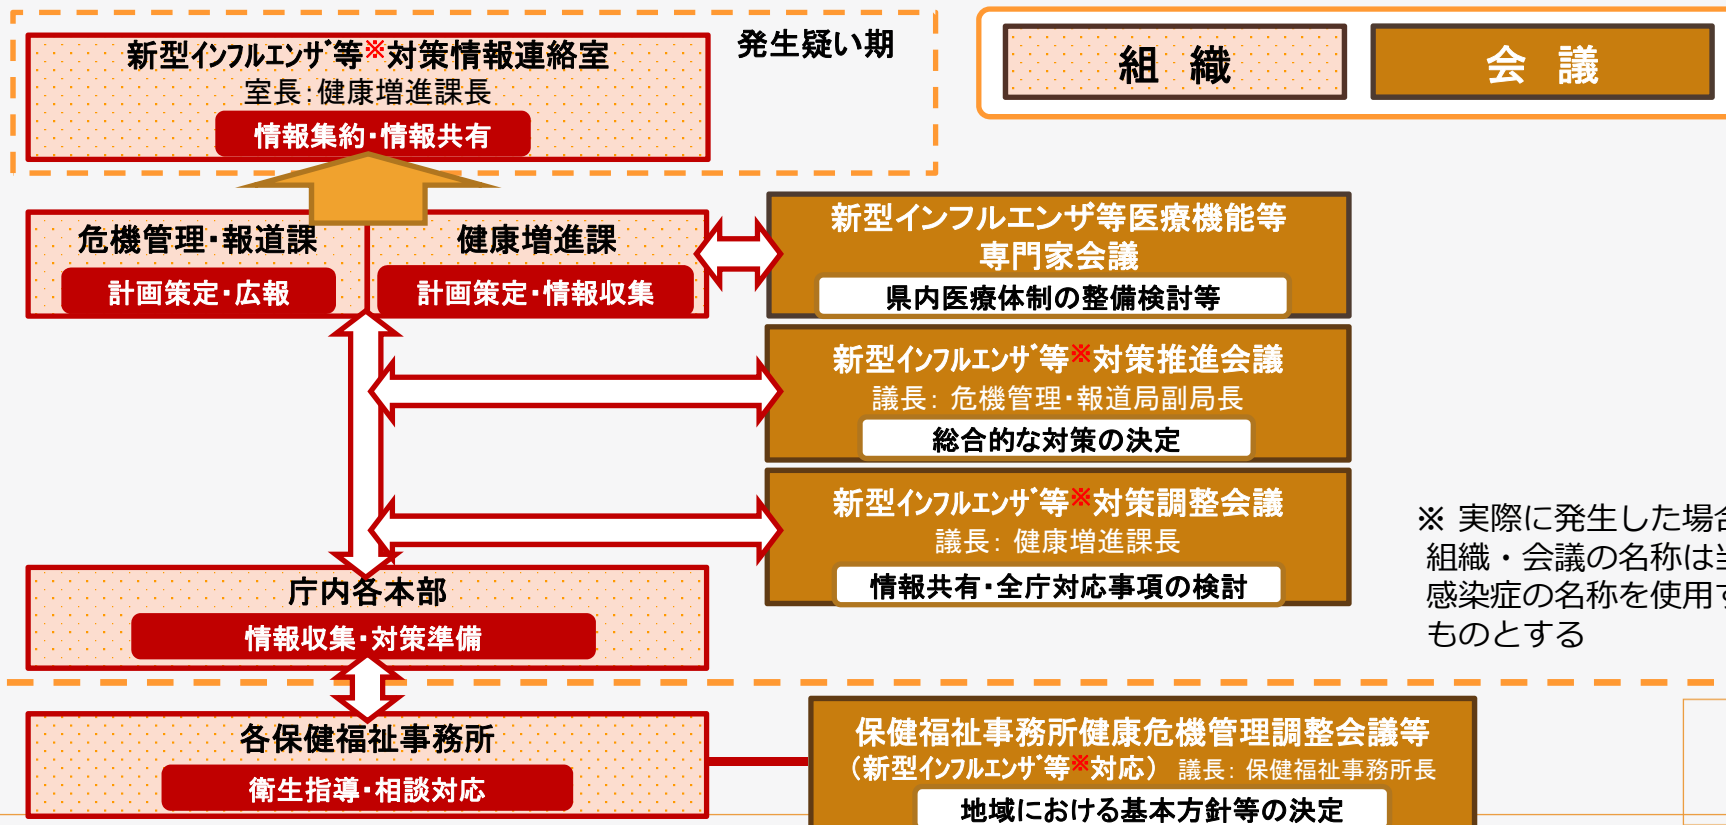 新型インフルエンザ等※対策情報連絡室
室長：健康増進課長
情報集約・情報共有
発生疑い期
組 織
会 議
危機管理・報道課
計画策定・広報
健康増進課
計画策定・情報収集
新型インフルエンザ等医療機能等
専門家会議
県内医療体制の整備検討等
新型インフルエンザ等※対策推進会議
議長：危機管理・報道局副局長
総合的な対策の決定
新型インフルエンザ等※対策調整会議
議長：健康増進課長
情報共有・全庁対応事項の検討
※ 実際に発生した場
組織・会議の名称は
感染症の名称を使用
ものとする
庁内各本部
情報収集・対策準備
各保健福祉事務所
衛生指導・相談対応
保健福祉事務所健康危機管理調整会議等
（新型インフルエンザ等※対応） 議長：保健福祉事務所長
地域における基本方針等の決定